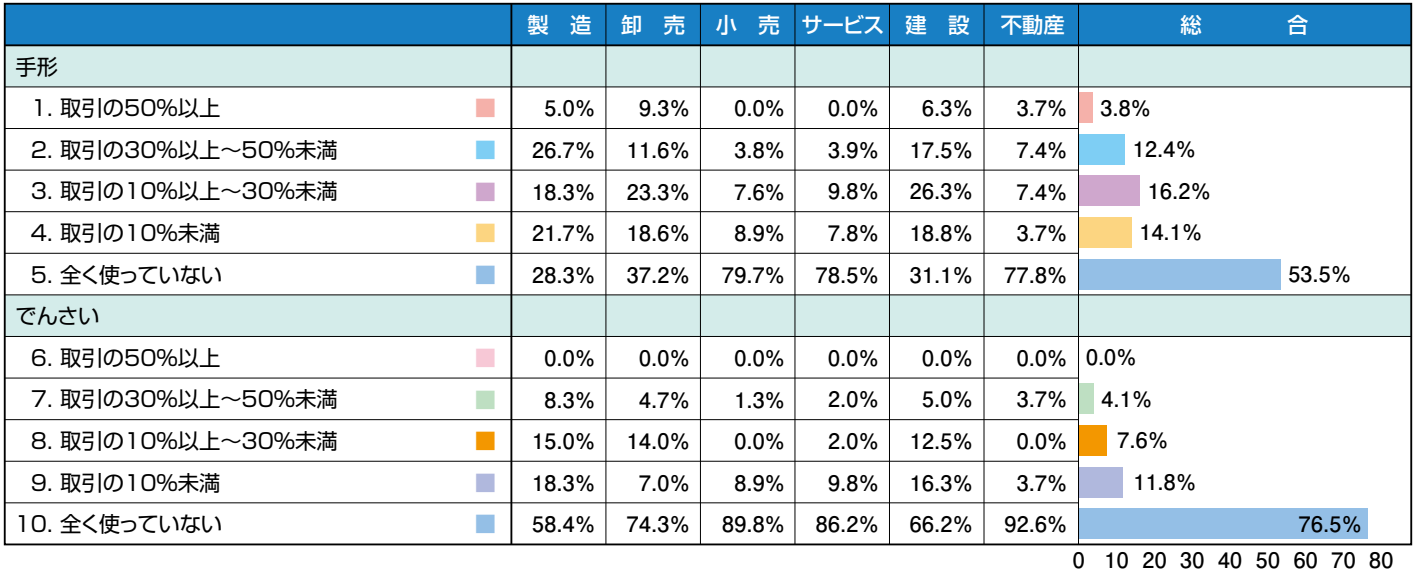 製造 卸売 小売 サービス 建設 不動産 総合
手形
1. 取引の50%以上 5.0% 9.3% 0.0% 0.0% 6.3% 3.7% 3.8%
2. 取引の30%以上〜50%未満 26.7% 11.6% 3.8% 3.9% 17.5% 7.4% 12.4%
3. 取引の10%以上〜30%未満 18.3% 23.3% 7.6% 9.8% 26.3% 7.4% 16.2%
4. 取引の10%未満 21.7% 18.6% 8.9% 7.8% 18.8% 3.7% 14.1%
5. 全く使っていない 28.3% 37.2% 79.7% 78.5% 31.1% 77.8% 53.5%
でんさい
6. 取引の50%以上 0.0% 0.0% 0.0% 0.0% 0.0% 0.0% 0.0%
7. 取引の30%以上〜50%未満 8.3% 4.7% 1.3% 2.0% 5.0% 3.7% 4.1%
8. 取引の10%以上〜30%未満 15.0% 14.0% 0.0% 2.0% 12.5% 0.0% 7.6%
9. 取引の10%未満 18.3% 7.0% 8.9% 9.8% 16.3% 3.7% 11.8%
10. 全く使っていない 58.4% 74.3% 89.8% 86.2% 66.2% 92.6% 76.5%
0 10 20 30 40 50 60 70 80